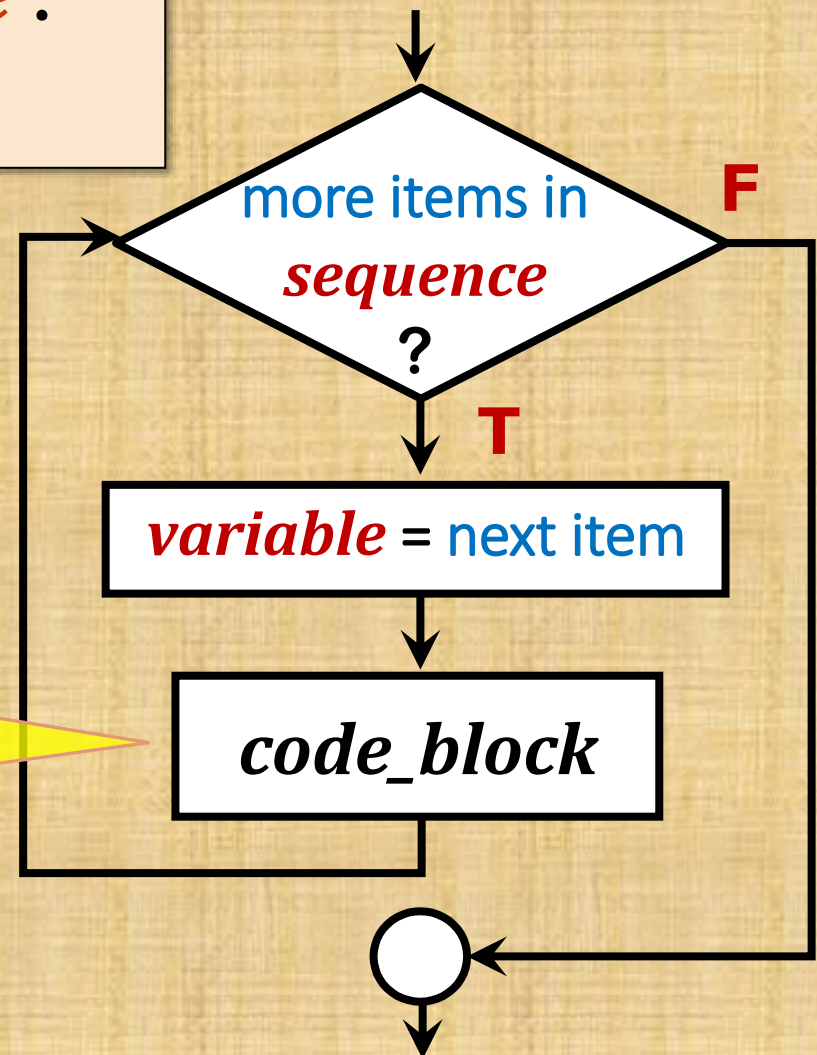 more items in
F
sequence
?
T
variable = next item
code_block